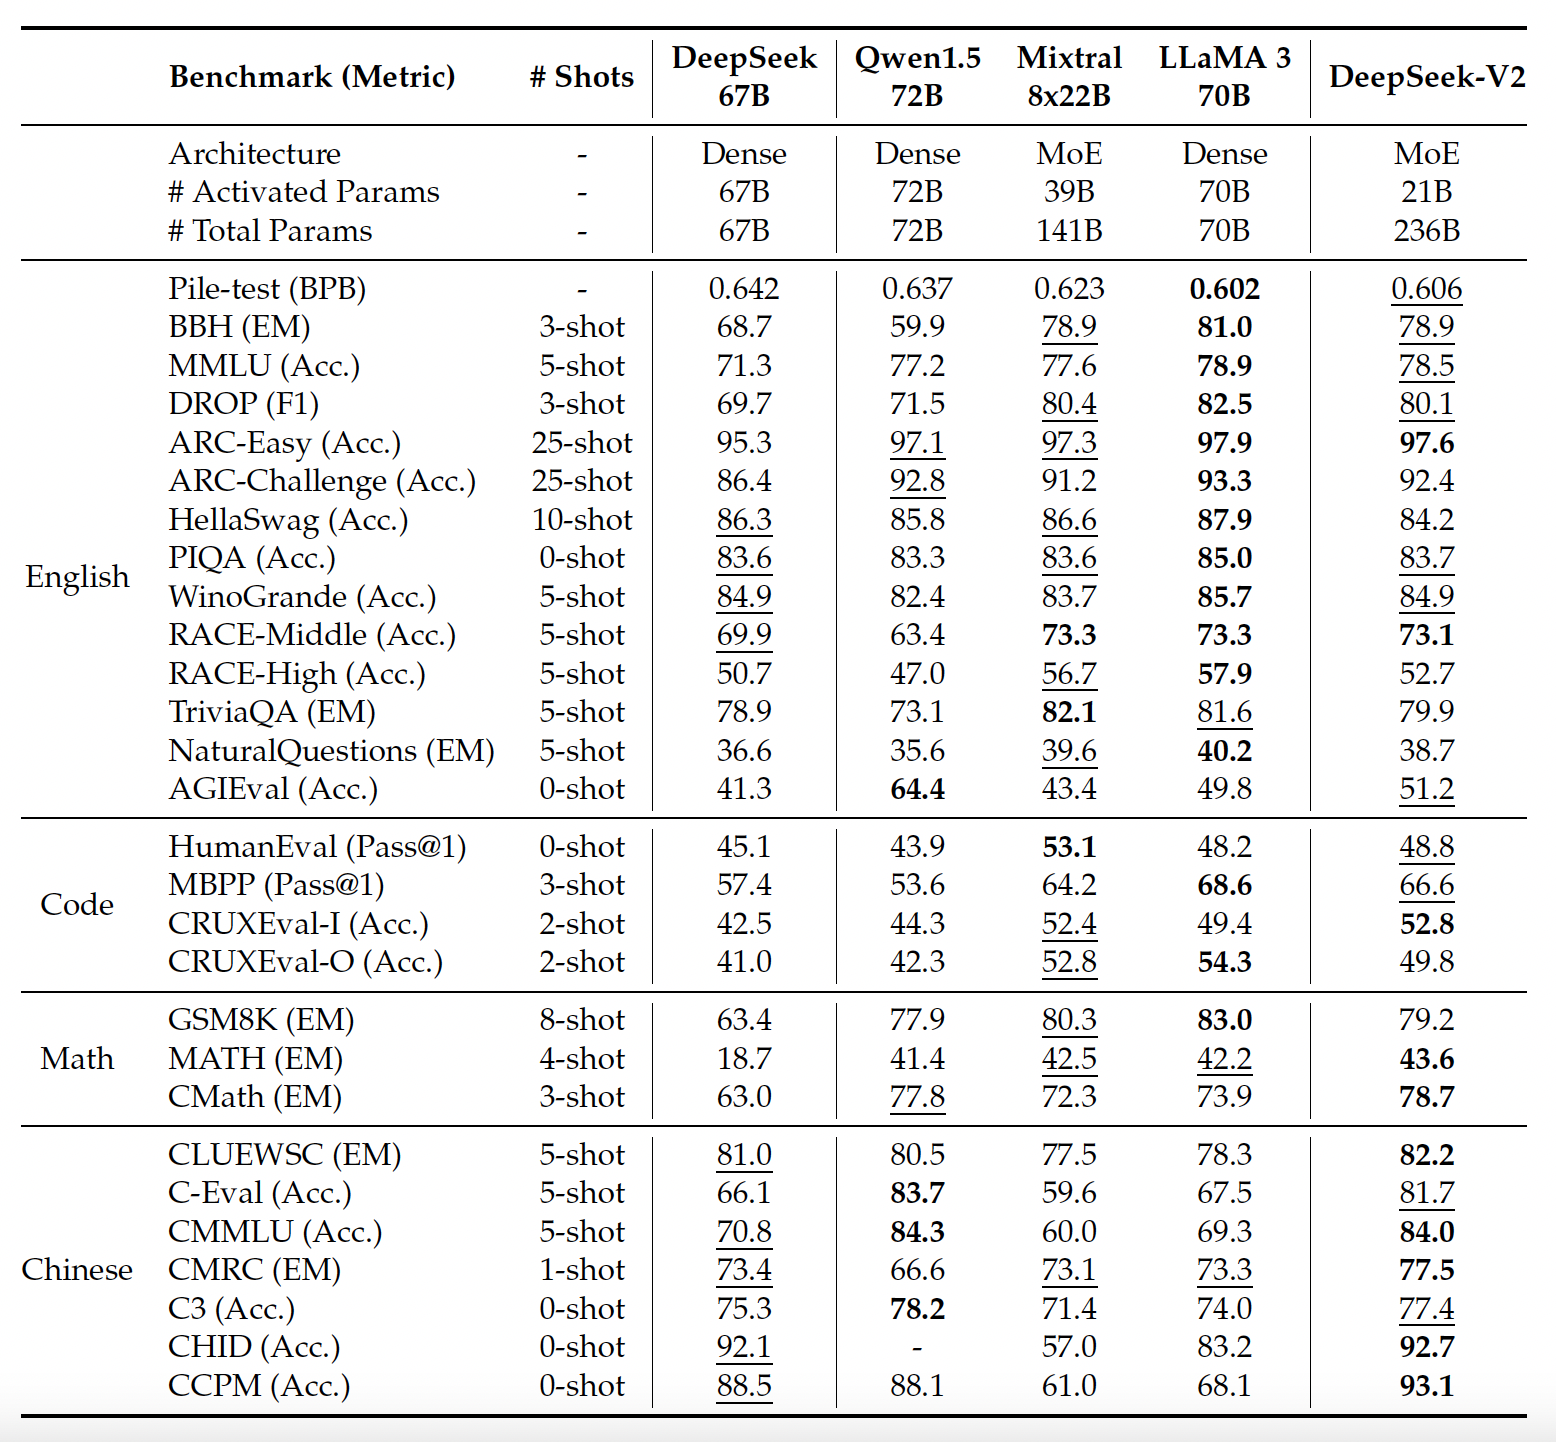 Benchmark (Metric) # Shots DeepSeek 67B Qwen1.5 72B Mixtral 8x22B LLaMA 3 70B DeepSeek-V2
Architecture - Dense Dense MoE Dense MoE
# Activated Params - 67B 72B 39B 70B 21B
# Total Params - 67B 72B 141B 70B 236B
English
Pile-test (BPB) - 0.642 0.637 0.623 0.602 0.606
BBH (EM) 3-shot 68.7 59.9 78.9 81.0 78.9
MMLU (Acc.) 5-shot 71.3 77.2 77.6 78.9 78.5
DROP (F1) 3-shot 69.7 71.5 80.4 82.5 80.1
ARC-Easy (Acc.) 25-shot 95.3 97.1 97.3 97.9 97.6
ARC-Challenge (Acc.) 25-shot 86.4 92.8 91.2 93.3 92.4
HellaSwag (Acc.) 10-shot 86.3 85.8 86.6 87.9 84.2
PIQA (Acc.) 0-shot 83.6 83.3 83.6 85.0 83.7
WinoGrande (Acc.) 5-shot 84.9 82.4 83.7 85.7 84.9
RACE-Middle (Acc.) 5-shot 69.9 63.4 73.3 73.3 73.1
RACE-High (Acc.) 5-shot 50.7 47.0 56.7 57.9 52.7
TriviaQA (EM) 5-shot 78.9 73.1 82.1 81.6 79.9
NaturalQuestions (EM) 5-shot 36.6 35.6 39.6 40.2 38.7
AGIEval (Acc.) 0-shot 41.3 64.4 43.4 49.8 51.2
Code
HumanEval (Pass@1) 0-shot 45.1 43.9 53.1 48.2 48.8
MBPP (Pass@1) 3-shot 57.4 53.6 64.2 68.6 66.6
CRUXEval-I (Acc.) 2-shot 42.5 44.3 52.4 49.4 52.8
CRUXEval-O (Acc.) 2-shot 41.0 42.3 52.8 54.3 49.8
Math
GSM8K (EM) 8-shot 63.4 77.9 80.3 83.0 79.2
MATH (EM) 4-shot 18.7 41.4 42.5 42.2 43.6
CMath (EM) 3-shot 63.0 77.8 72.3 73.9 78.7
Chinese
CLUEWSC (EM) 5-shot 81.0 80.5 77.5 78.3 82.2
C-Eval (Acc.) 5-shot 66.1 83.7 59.6 67.5 81.7
CMMLU (Acc.) 5-shot 70.8 84.3 60.0 69.3 84.0
CMRC (EM) 1-shot 73.4 66.6 73.1 73.3 77.5
C3 (Acc.) 0-shot 75.3 78.2 71.4 74.0 77.4
CHID (Acc.) 0-shot 92.1 - 57.0 83.2 92.7
CCPM (Acc.) 0-shot 88.5 88.1 61.0 68.1 93.1